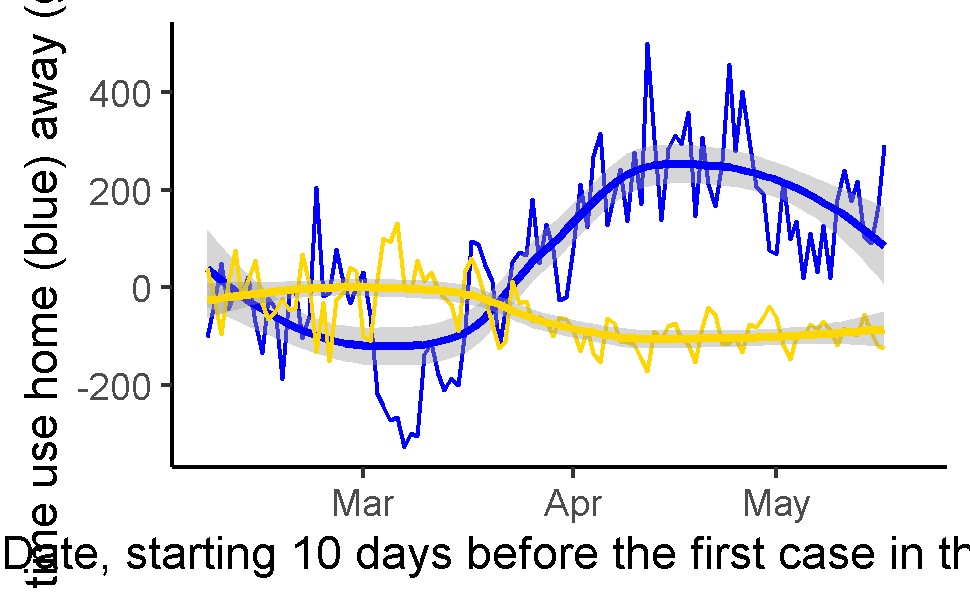 time use home (blue) away (
400
200
0
-200
Mar Apr May
Date, starting 10 days before the first case in th